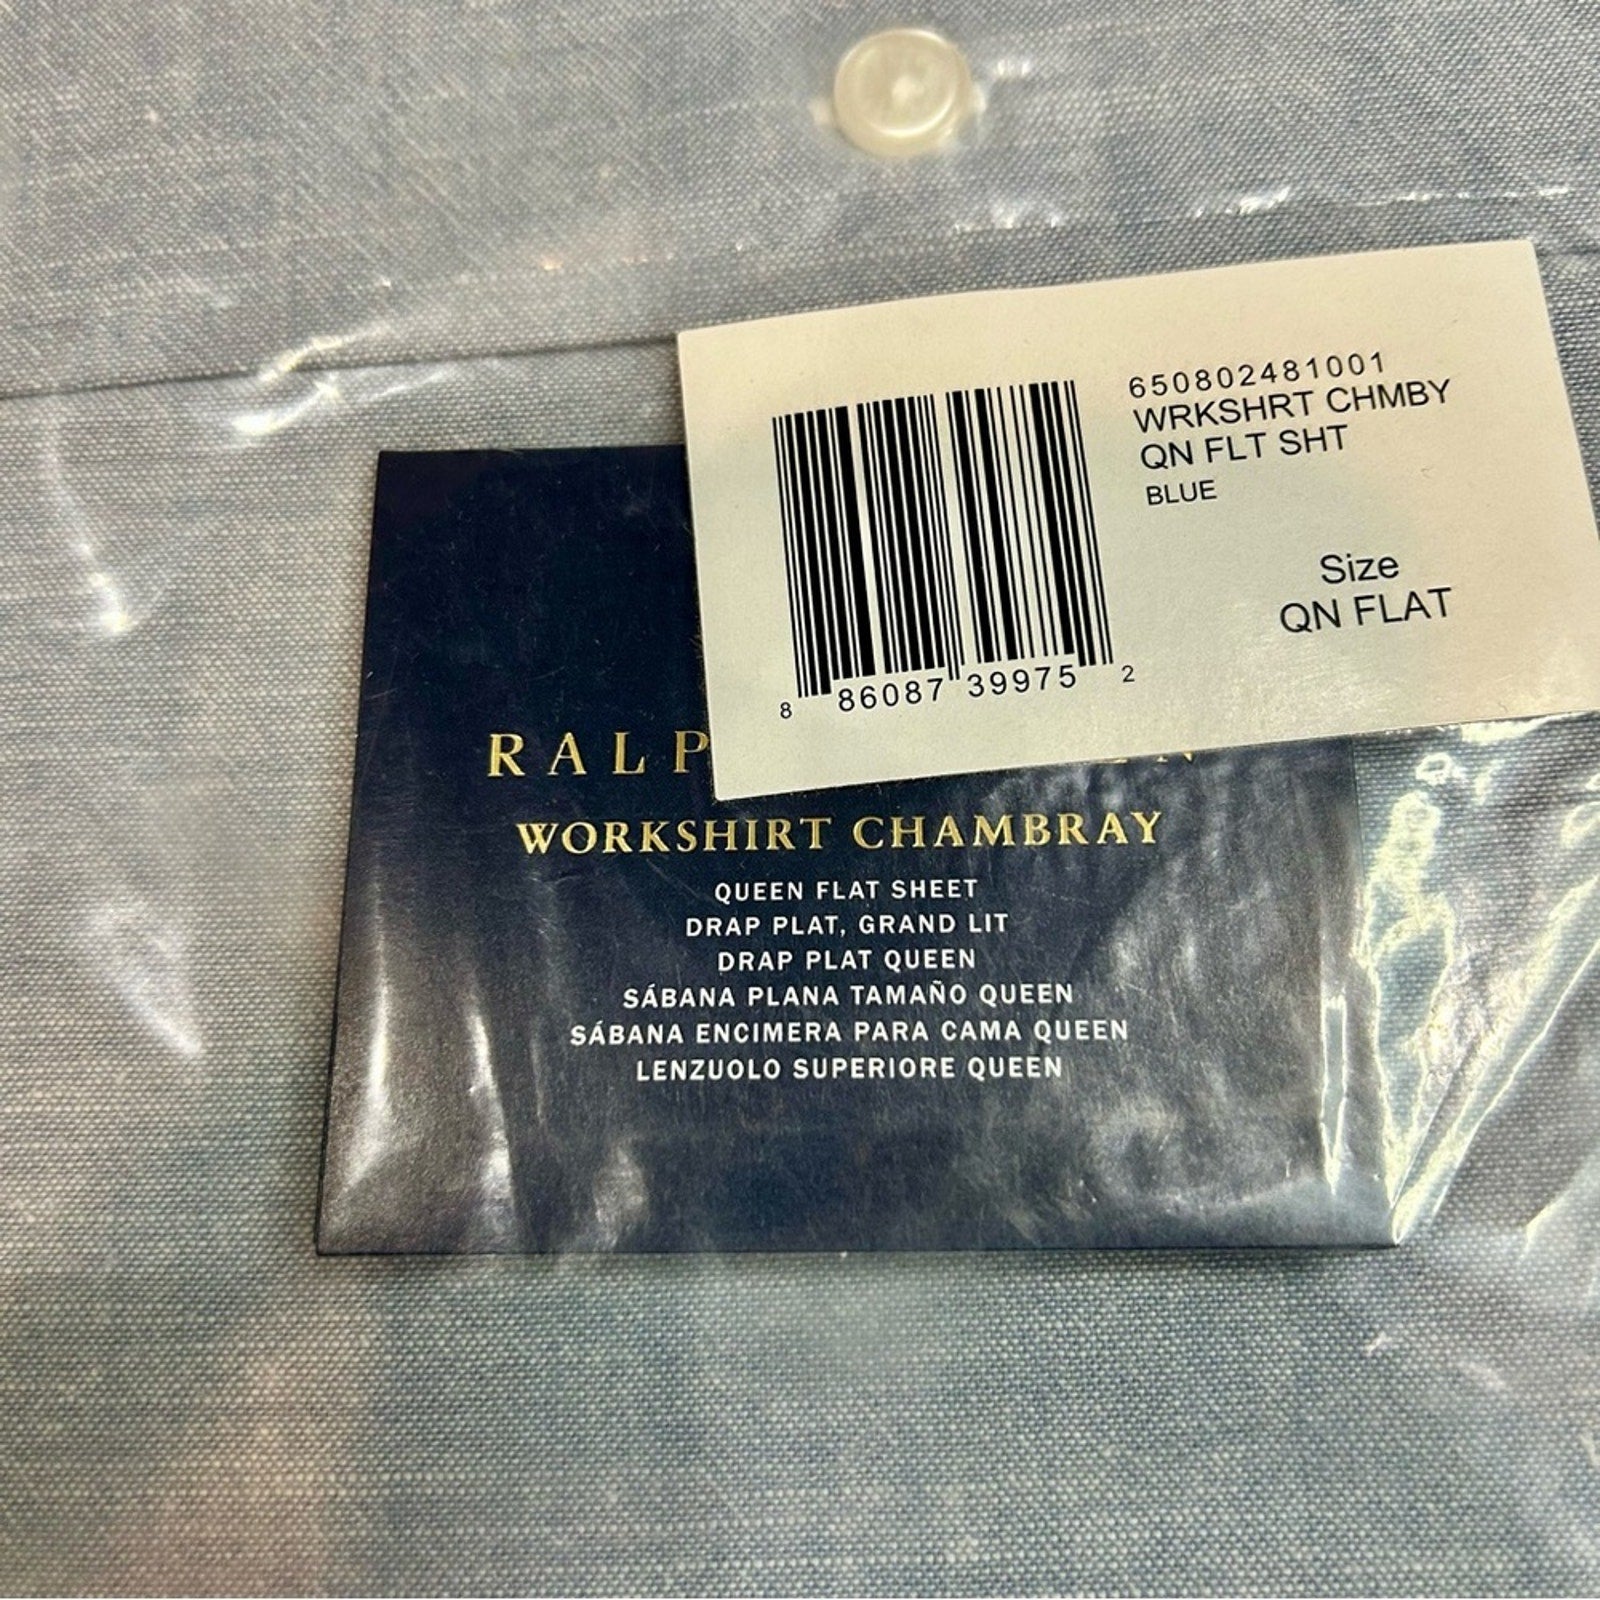 650802481001
WRKSHRT CHMBY
QN FLT SHT
BLUE
Size
QN FLAT
8 86087 39975 2
WORKSHIRT CHAMBRAY
QUEEN FLAT SHEET
DRAP PLAT, GRAND LIT
DRAP PLAT QUEEN
SÁBANA PLANA TAMAÑO QUEEN
SÁBANA ENCIMERA PARA CAMA QUEEN
LENZUOLO SUPERIORE QUEEN